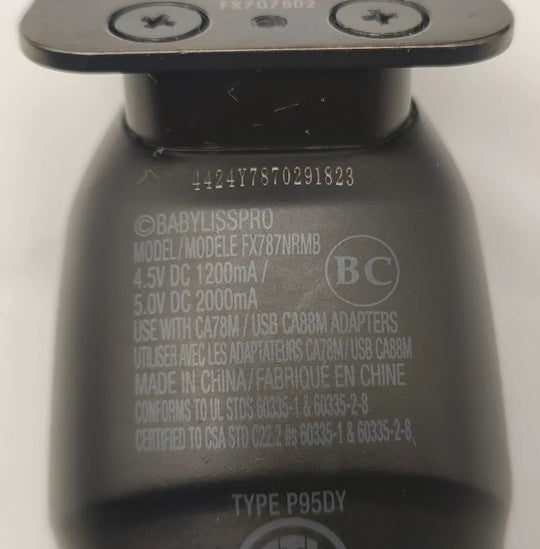 FX707BD2
4424Y7870291823
©BABYLISSPRO
MODEL/MODELE FX787NRMB
4.5V DC 1200mA/
5.0V DC 2000mA
BC
USE WITH CA78M / USB CA88M ADAPTERS
UTILISER AVEC LES ADAPTATEURS CA78M/USB CA88M
MADE IN CHINA/FABRIQUE EN CHINE
CONFORMS TO UL STDS 60335-1 & 60335-2-8
CERTIFIED TO CSA STD C22.2 #s 60335-1 & 60335-2-8
TYPE P95DY